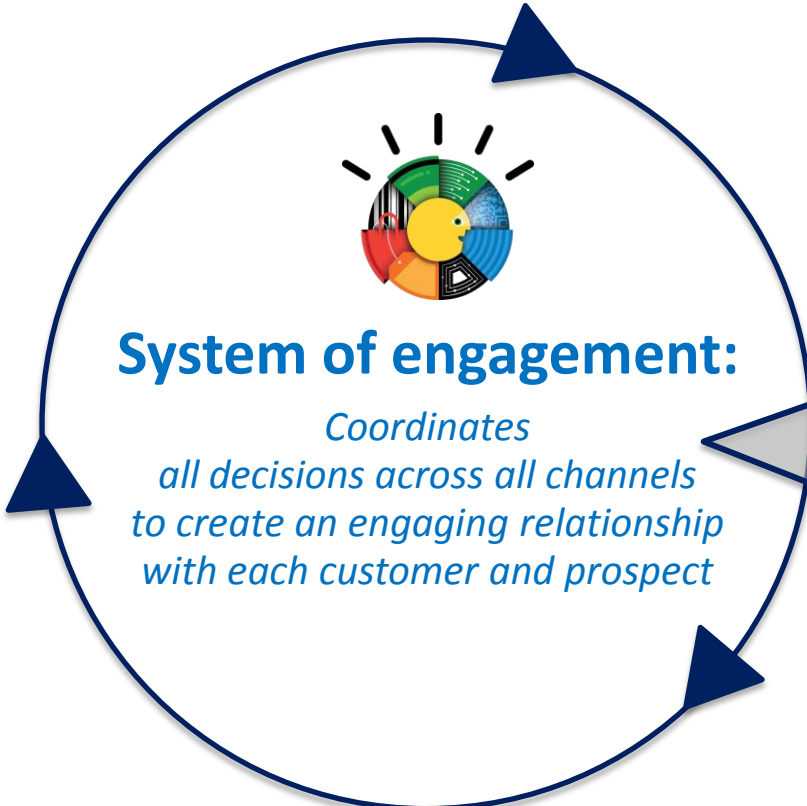 System of engagement:
Coordinates
all decisions across all channels
to create an engaging relationship
with each customer and prospect